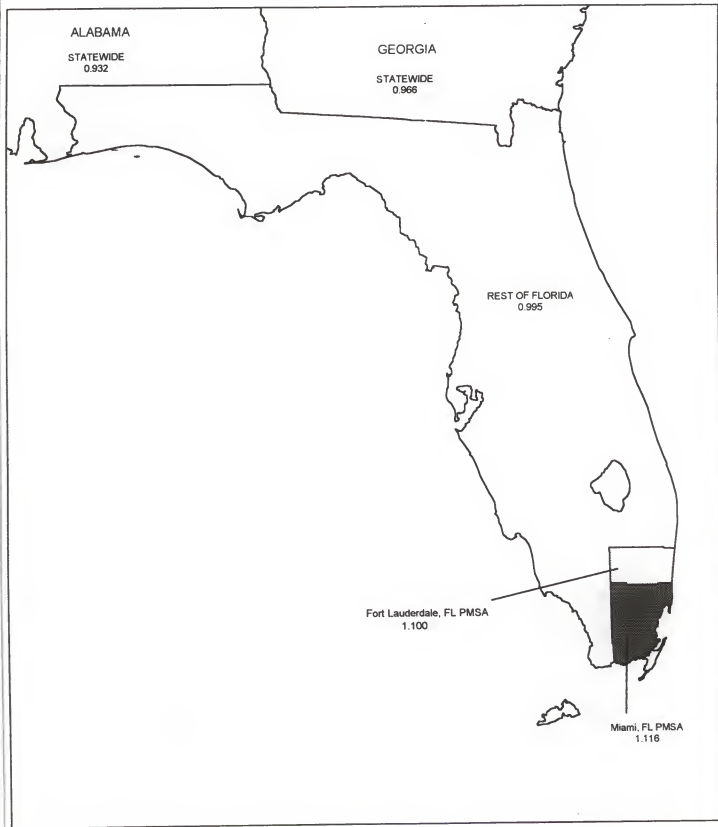 ALABAMA
STATEWIDE
0.932
GEORGIA
STATEWIDE
0.966
REST OF FLORIDA
0.995
Fort Lauderdale, FL PMSA
1.100
Miami, FL PMSA
1.116